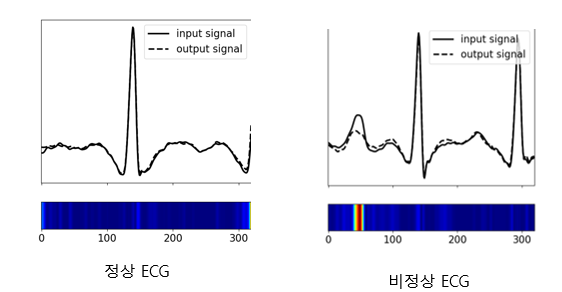 input signal
output signal
0
100
200
300
정상 ECG
input signal
output signal
0
100
200
300
비정상 ECG